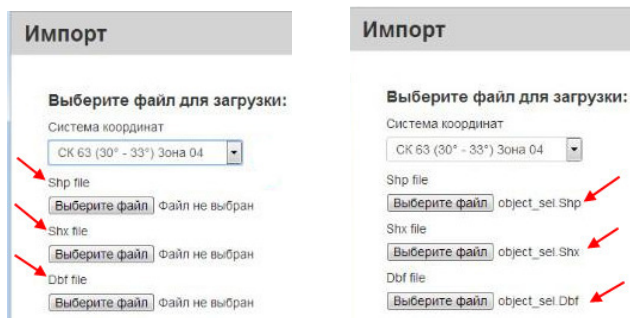 Импорт
Выберите файл для загрузки:
Система координат
СК 63 (30° - 33°) Зона 04
Shp file
Выберите файл Файл не выбран
Shx file
Выберите файл Файл не выбран
Dbf file
Выберите файл Файл не выбран
Импорт
Выберите файл для загрузки:
Система координат
СК 63 (30° - 33°) Зона 04
Shp file
Выберите файл object_sel.Shp
Shx file
Выберите файл object_sel.Shx
Dbf file
Выберите файл object_sel.Dbf